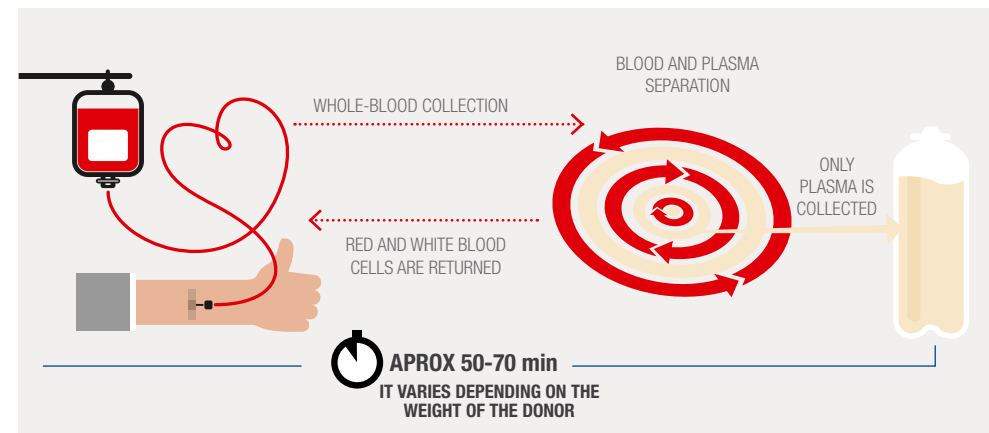 WHOLE-BLOOD COLLECTION
BLOOD AND PLASMA
SEPARATION
ONLY
PLASMA IS
COLLECTED
RED AND WHITE BLOOD
CELLS ARE RETURNED
APROX 50-70 min
IT VARIES DEPENDING ON THE
WEIGHT OF THE DONOR